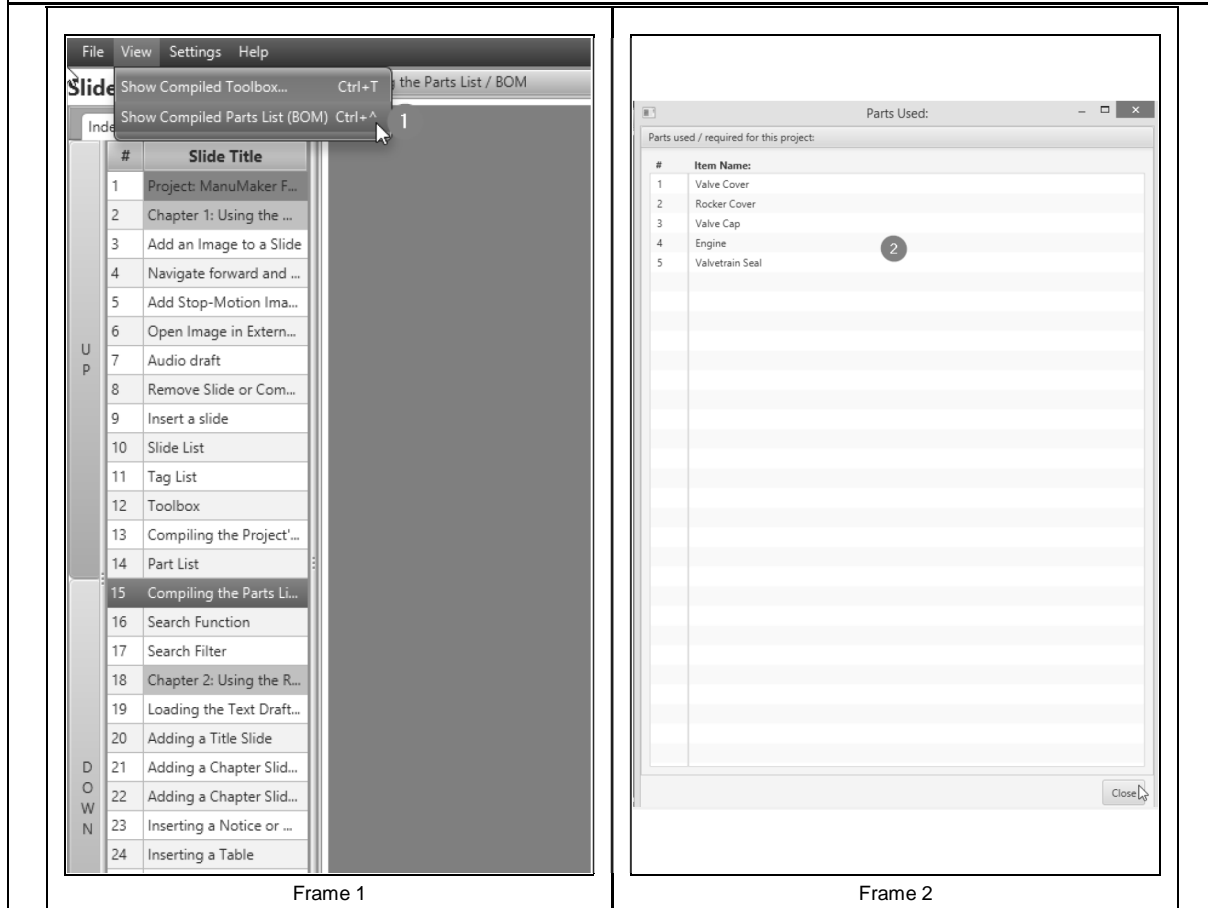 File View Settings Help
Slide
the Parts List / BOM
Show Compiled Toolbox... Ctrl+T
Show Compiled Parts List (BOM) Ctrl+^
1
Inde
# Slide Title
1 Project: ManuMaker F...
2 Chapter 1: Using the ...
3 Add an Image to a Slide
4 Navigate forward and ...
5 Add Stop-Motion Ima...
6 Open Image in Extern...
7 Audio draft
8 Remove Slide or Com...
9 Insert a slide
10 Slide List
11 Tag List
12 Toolbox
13 Compiling the Project'...
14 Part List
15 Compiling the Parts Li...
16 Search Function
17 Search Filter
18 Chapter 2: Using the R...
19 Loading the Text Draft...
20 Adding a Title Slide
21 Adding a Chapter Slid...
22 Adding a Chapter Slid...
23 Inserting a Notice or ...
24 Inserting a Table
UP
DOWN
Frame 1
Parts Used:
Parts used / required for this project:
# Item Name:
1 Valve Cover
2 Rocker Cover
3 Valve Cap
4 Engine
5 Valvetrain Seal
2
Close
Frame 2